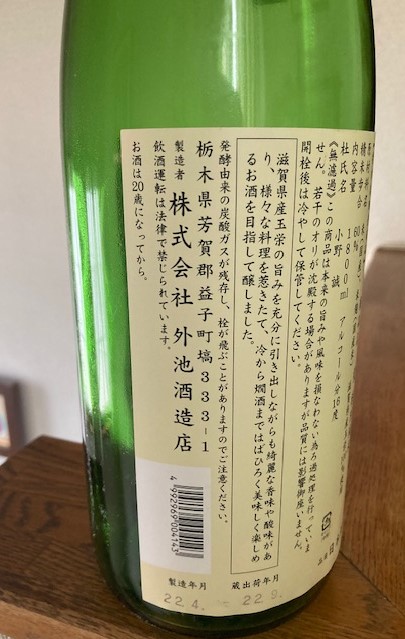 精米歩合 60%
内容量 1800ml アルコール分16度
杜氏名 小野 誠
《無濾過》この商品は本来の旨みや風味を損なわない為ろ過処理を行っていま
せん。若干のオリが沈殿する場合がありますが品質には影響御座いません。
開栓後は冷やして保管してください。
滋賀県産玉栄の旨みを充分に引き出しながらも綺麗な香味や酸味があ
り、様々な料理を惹きたて、冷から燗酒まではばひろく美味しく楽しめ
るお酒を目指して醸しました。
発酵由来の炭酸ガスが残存し、栓が飛ぶことがありますのでご注意ください。
栃木県芳賀郡益子町塙333-1
製造者 株式会社 外池酒造店
飲酒運転は法律で禁じられています。
お酒は20歳になってから。
4992969004143
製造年月 蔵出荷年月
22.4. 22.9.